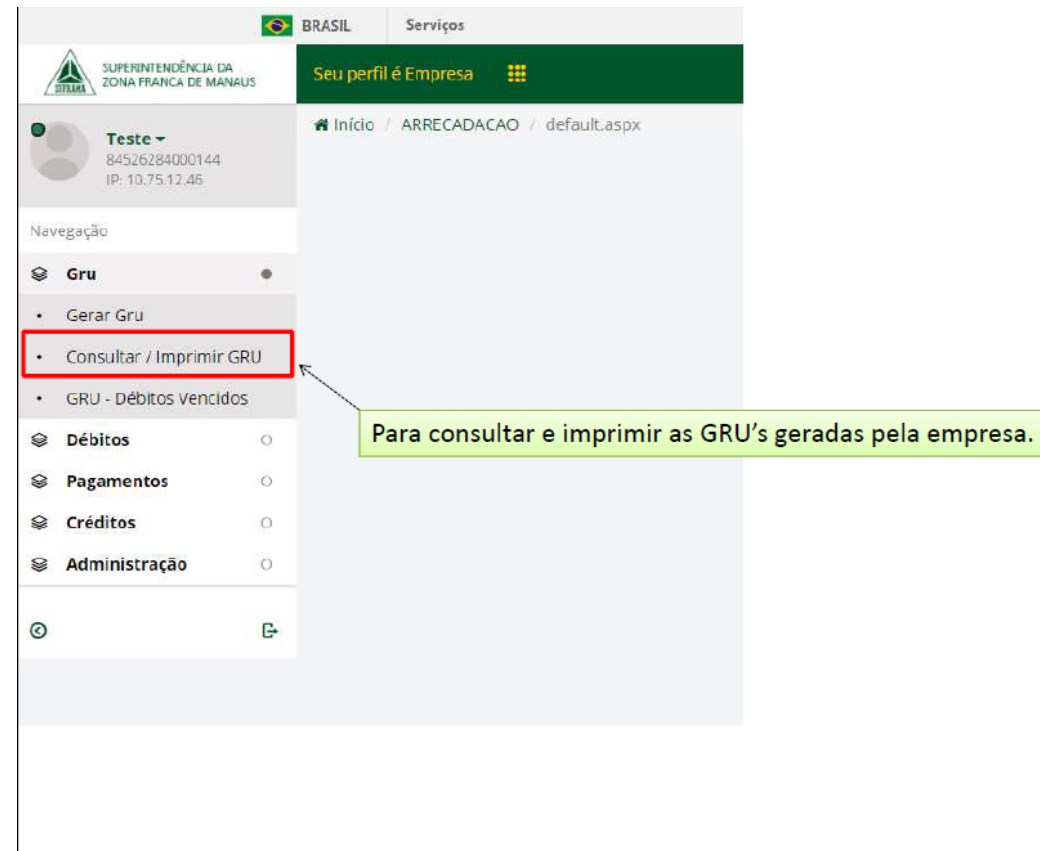 BRASIL Serviços
SUFRAMA
SUPERINTENDÊNCIA DA
ZONA FRANCA DE MANAUS
Seu perfil é Empresa
Início / ARRECADACAO / default.aspx
Teste
84526284000144
IP: 10.75.12.46
Navegação
Gru
Gerar Gru
Consultar / Imprimir GRU
GRU - Débitos Vencidos
Para consultar e imprimir as GRU’s geradas pela empresa.
Débitos
Pagamentos
Créditos
Administração